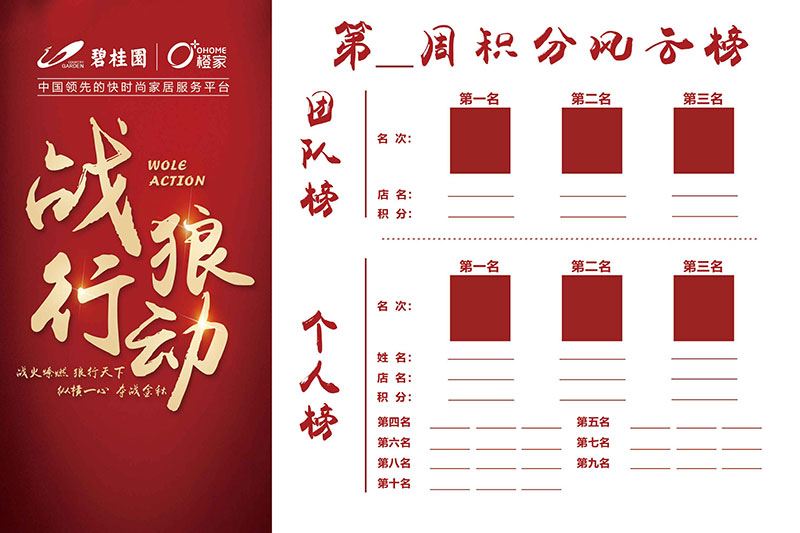 碧桂園
COUNTRY GARDEN
OHOME
橙家
中国领先的快时尚家居服务平台
战狼
行动
WOLE
ACTION
战火燎燃 狼行天下
纵横一心 夺战金秋
第__周积分风云榜
团队榜
第一名 第二名 第三名
名 次：
店 名：
积 分：
个人榜
第一名 第二名 第三名
名 次：
姓 名：
店 名：
积 分：
第四名 第五名
第六名 第七名
第八名 第九名
第十名